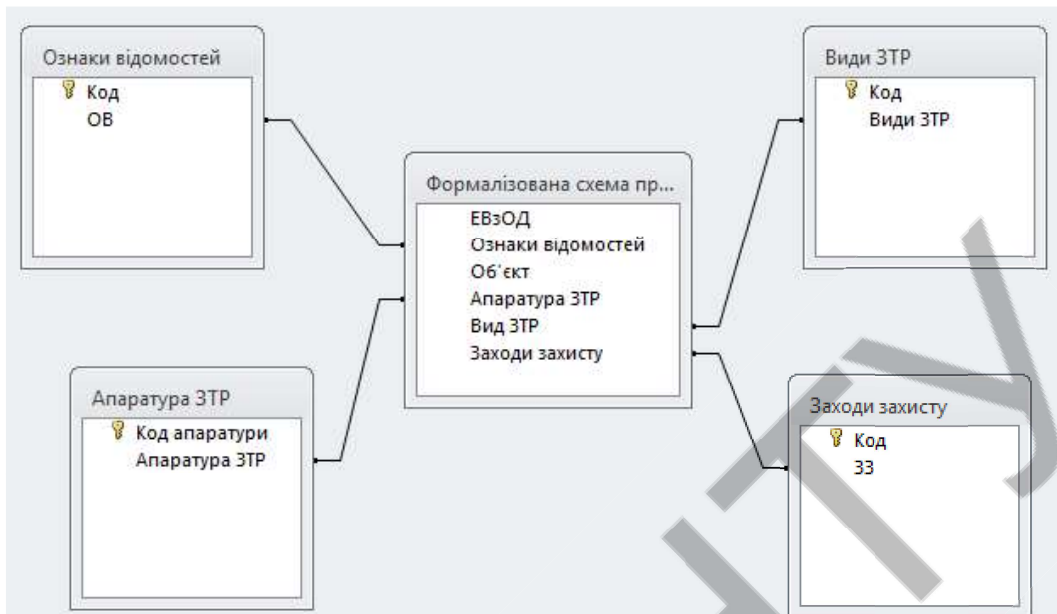 Ознаки відомостей
Код
ОВ
Види ЗТР
Код
Види ЗТР
Формалізована схема пр...
ЕВзОД
Ознаки відомостей
Об'єкт
Апаратура ЗТР
Вид ЗТР
Заходи захисту
Апаратура ЗТР
Код апаратури
Апаратура ЗТР
Заходи захисту
Код
ЗЗ
НТУ